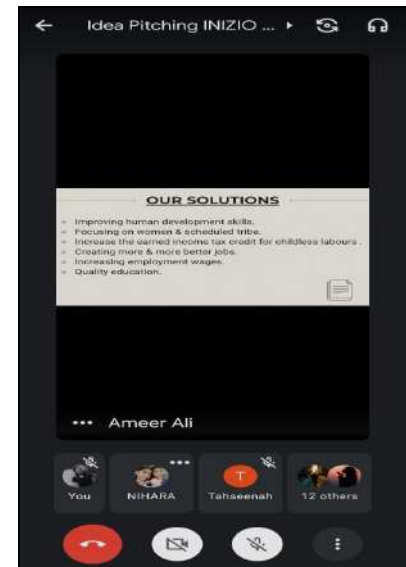 Idea Pitching INIZIO ...
OUR SOLUTIONS
Improving human development skills.
Focusing on women & scheduled tribe.
Increase the earned income tax credit for childless labours .
Creating more & more better jobs.
Increasing employment wages.
Quality education.
Ameer Ali
T
You
NIHARA
Tahseenah
12 others